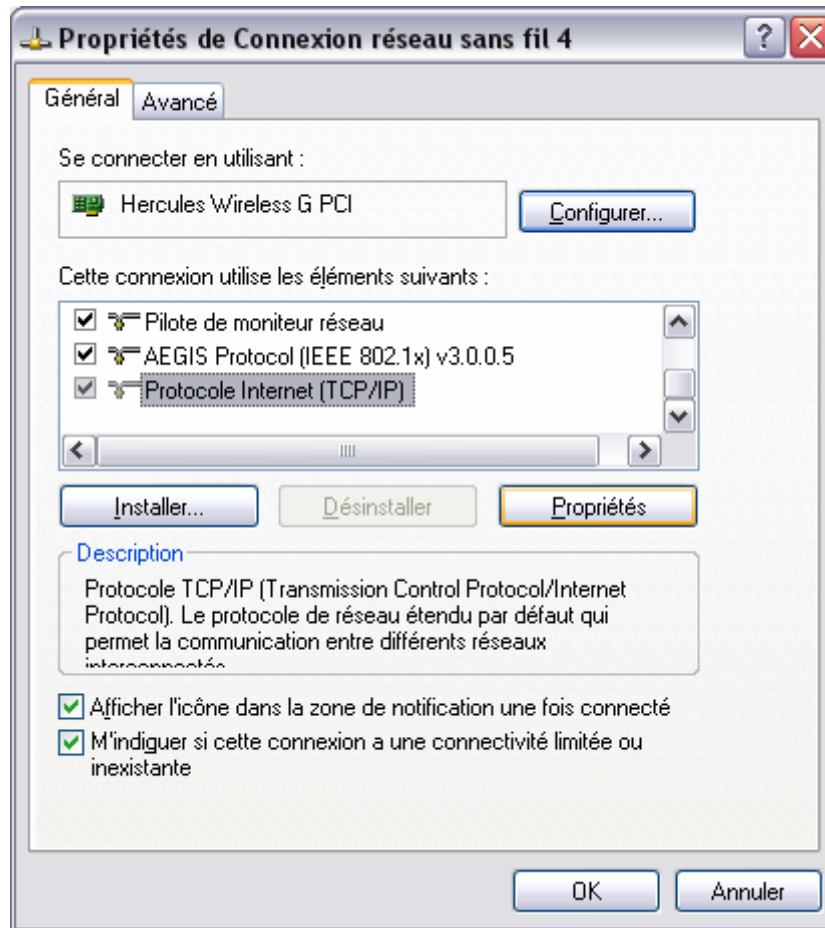 Propriétés de Connexion réseau sans fil 4
?
Général
Avancé
Se connecter en utilisant :
Hercules Wireless G PCI
Configurer...
Cette connexion utilise les éléments suivants :
Pilote de moniteur réseau
AEGIS Protocol (IEEE 802.1x) v3.0.0.5
Protocole Internet (TCP/IP)
Installer...
Désinstaller
Propriétés
Description
Protocole TCP/IP (Transmission Control Protocol/Internet
Protocol). Le protocole de réseau étendu par défaut qui
permet la communication entre différents réseaux
interconnectés
Afficher l'icône dans la zone de notification une fois connecté
M'indiquer si cette connexion a une connectivité limitée ou
inexistante
OK
Annuler